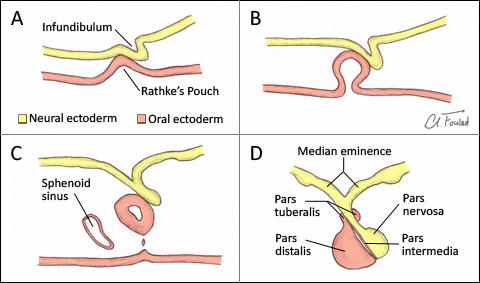 A
Infundibulum
Rathke's Pouch
Neural ectoderm
Oral ectoderm
B
C
Sphenoid
sinus
D
Median eminence
Pars
tuberalis
Pars
nervosa
Pars
distalis
Pars
intermedia